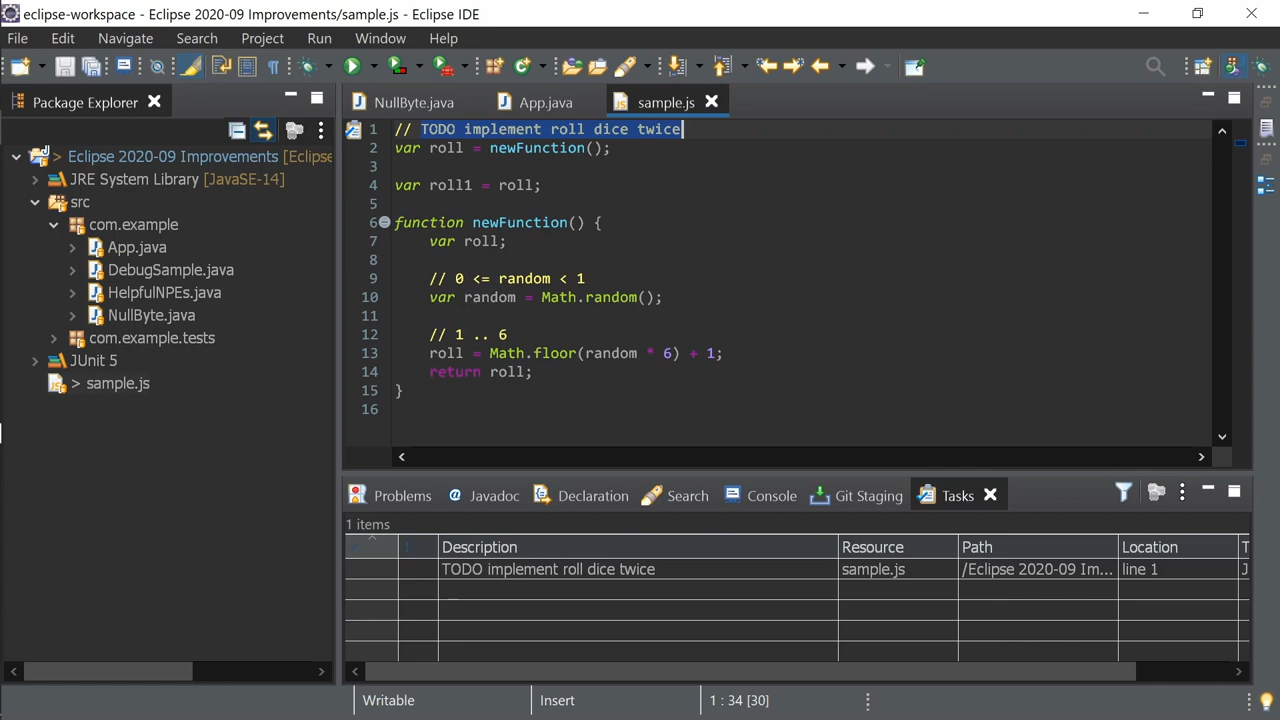 eclipse-workspace - Eclipse 2020-09 Improvements/sample.js - Eclipse IDE
File Edit Navigate Search Project Run Window Help
Package Explorer
> Eclipse 2020-09 Improvements [Eclipse
JRE System Library [JavaSE-14]
src
com.example
App.java
DebugSample.java
HelpfulNPEs.java
NullByte.java
com.example.tests
JUnit 5
> sample.js
NullByte.java App.java sample.js
1 // TODO implement roll dice twice
2 var roll = newFunction();
3
4 var roll1 = roll;
5
6 function newFunction() {
7 var roll;
8
9 // 0 <= random < 1
10 var random = Math.random();
11
12 // 1 .. 6
13 roll = Math.floor(random * 6) + 1;
14 return roll;
15 }
16
Problems @ Javadoc Declaration Search Console Git Staging Tasks
1 items
! Description Resource Path Location T
TODO implement roll dice twice sample.js /Eclipse 2020-09 Im... line 1 J
Writable Insert 1 : 34 [30]